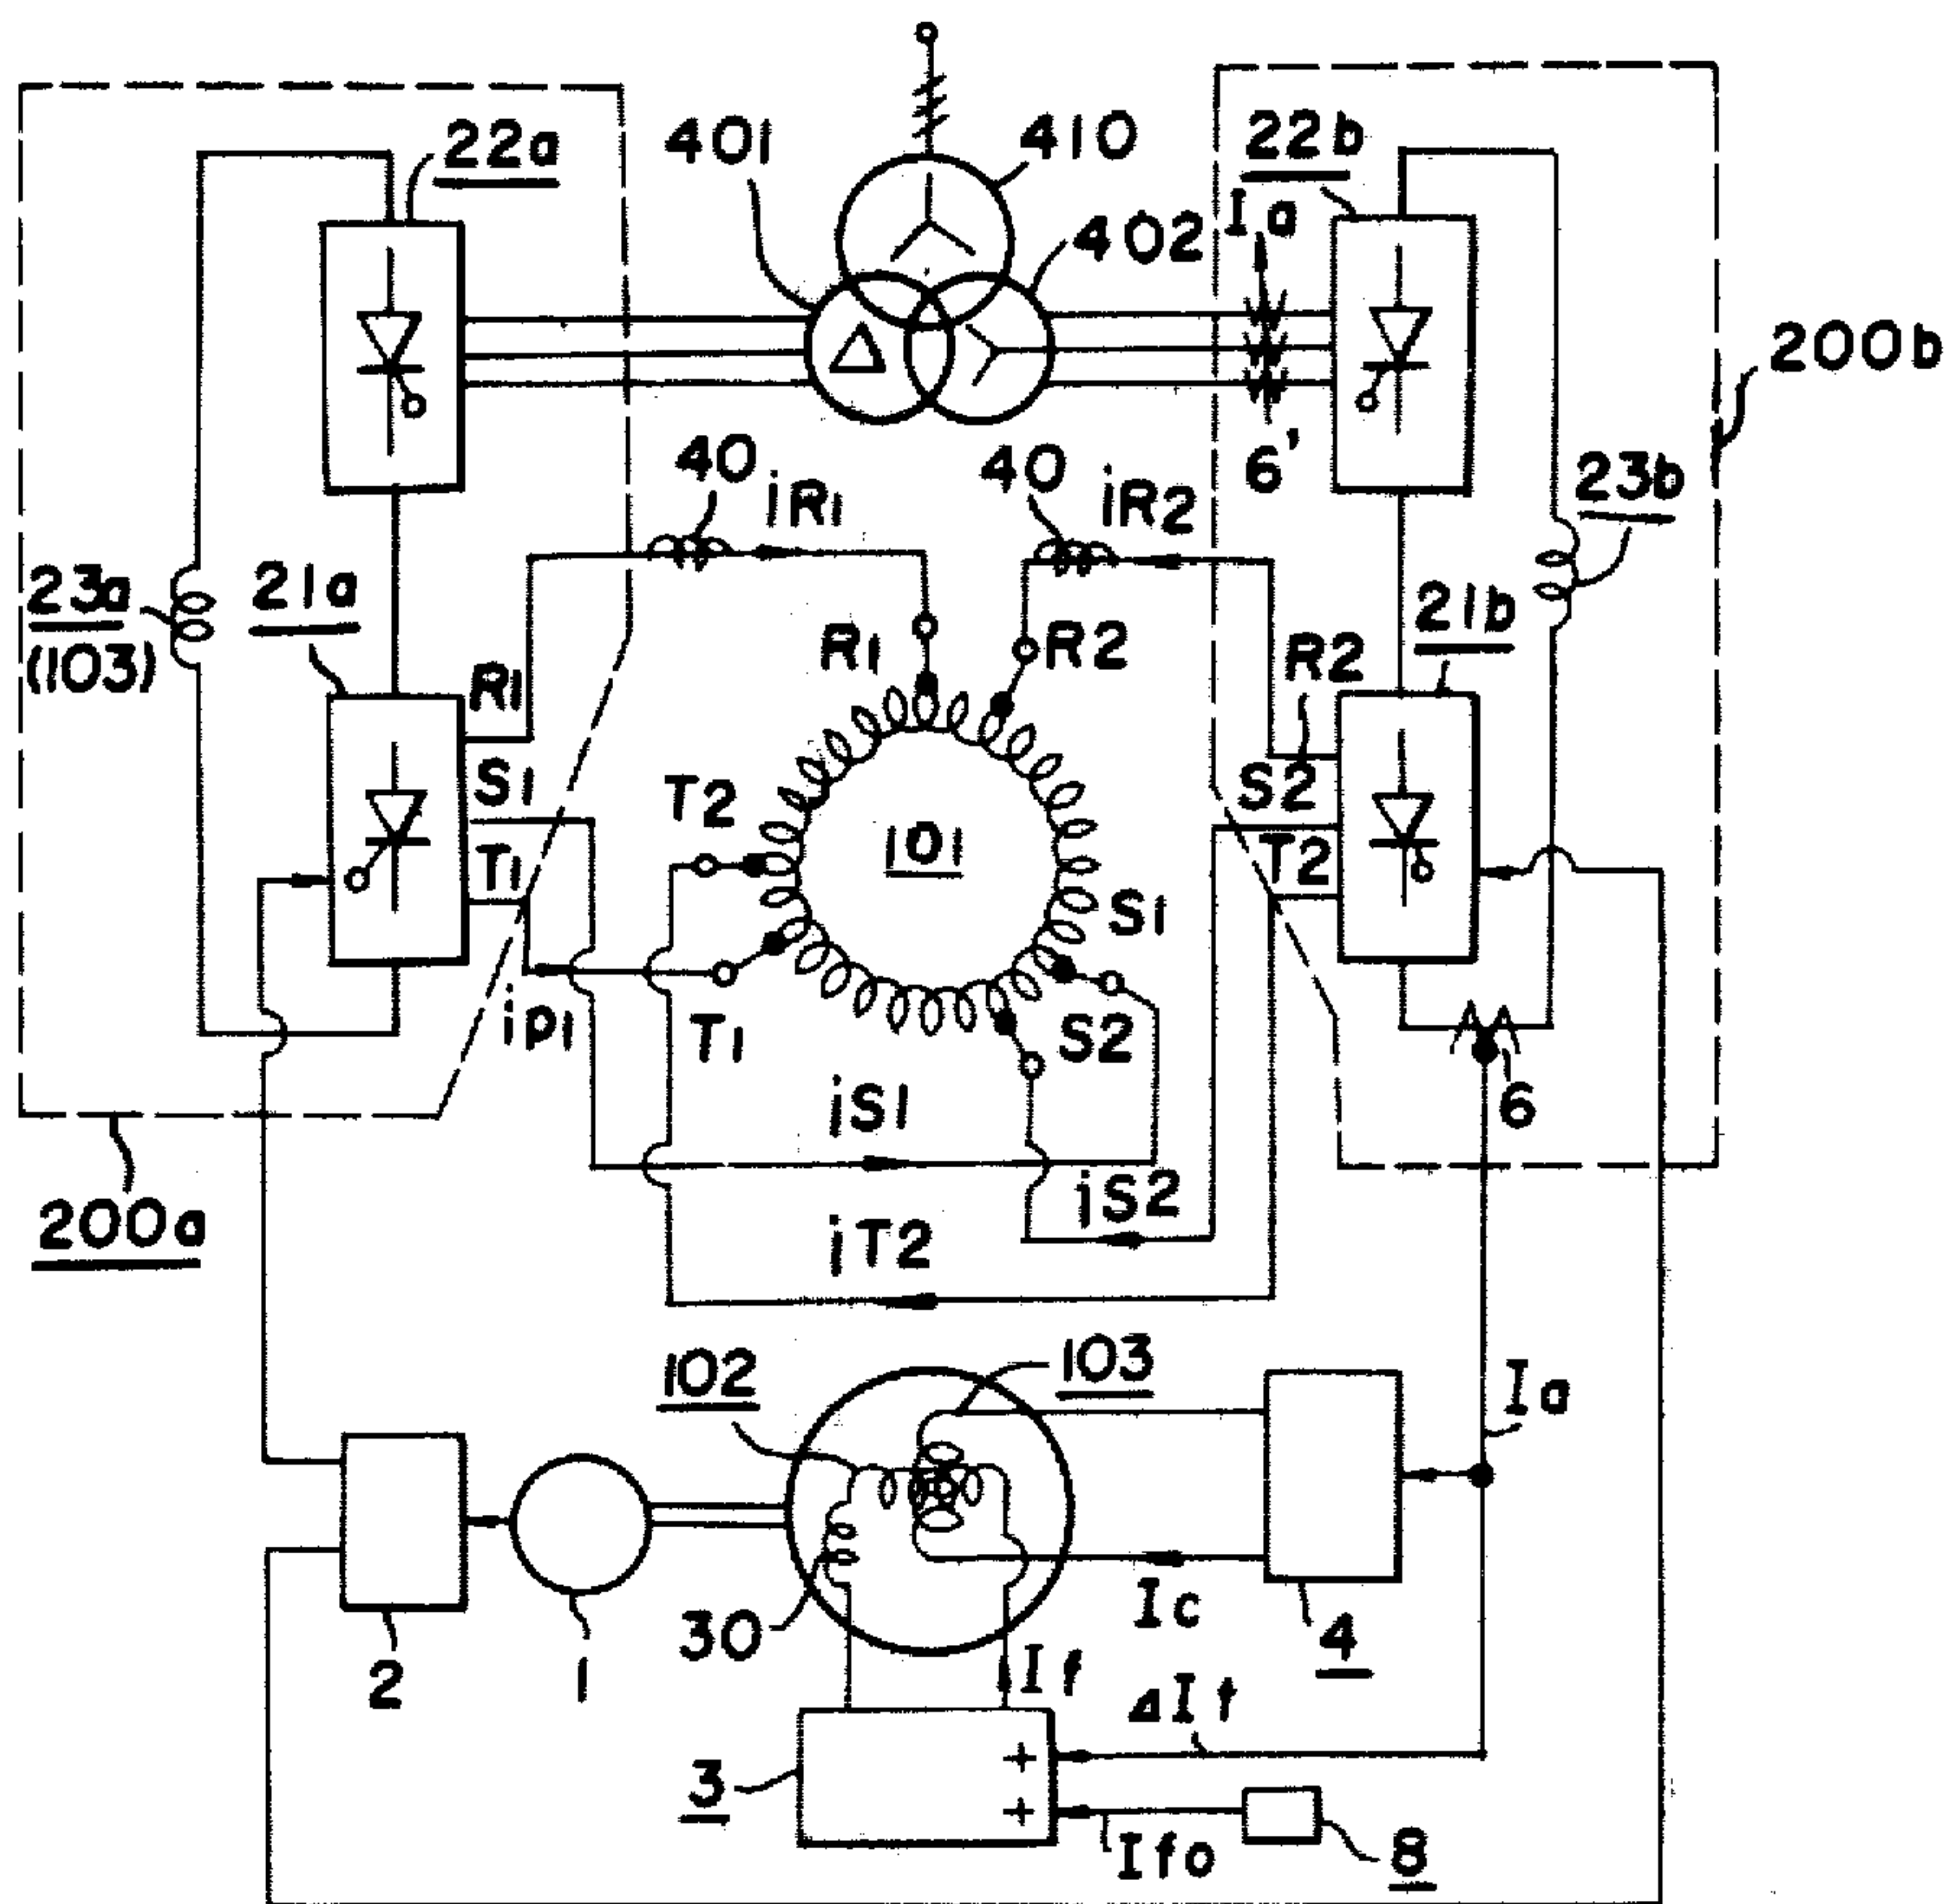 401
410
22a
22b
Ia
402
200b
40
iR1
40
iR2
6'
23b
23a
(103)
21a
21b
R1
R1
R2
R2
S1
T2
S2
T1
101
T2
S1
iP1
T1
S2
6
iS1
200a
iS2
iT2
102
103
Ia
30
Ic
4
2
1
If
ΔIf
3
+
+
Ifo
8